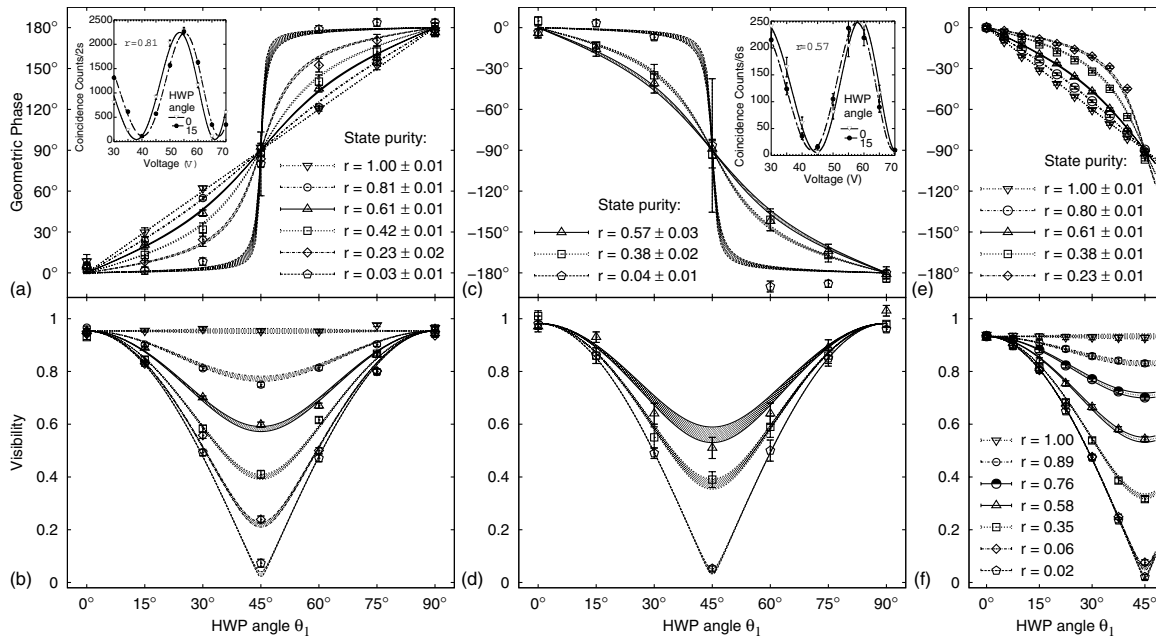 180°
150°
120°
90°
60°
30°
0°
Geometric Phase
(a)
Coincidence Counts/2s
2500
2000
1500
1000
500
0
30 40 50 60 70
Voltage (V)
r=0.81
HWP
angle
0
15
State purity:
r = 1.00 ± 0.01
r = 0.81 ± 0.01
r = 0.61 ± 0.01
r = 0.42 ± 0.01
r = 0.23 ± 0.02
r = 0.03 ± 0.01
0°
−30°
−60°
−90°
−120°
−150°
−180°
(c)
Coincidence Counts/6s
250
200
150
100
50
0
30 40 50 60 70
Voltage (V)
r=0.57
HWP
angle
0
15
State purity:
r = 0.57 ± 0.03
r = 0.38 ± 0.02
r = 0.04 ± 0.01
0°
−30°
−60°
−90°
−120°
−150°
−180°
(e)
State purity:
r = 1.00 ± 0.01
r = 0.80 ± 0.01
r = 0.61 ± 0.01
r = 0.38 ± 0.01
r = 0.23 ± 0.01
Visibility
1
0.8
0.6
0.4
0.2
0
(b)
0° 15° 30° 45° 60° 75° 90°
HWP angle θ1
1
0.8
0.6
0.4
0.2
0
(d)
0° 15° 30° 45° 60° 75° 90°
HWP angle θ1
1
0.8
0.6
0.4
0.2
0
(f)
r = 1.00
r = 0.89
r = 0.76
r = 0.58
r = 0.35
r = 0.06
r = 0.02
0° 15° 30° 45°
HWP angle θ1